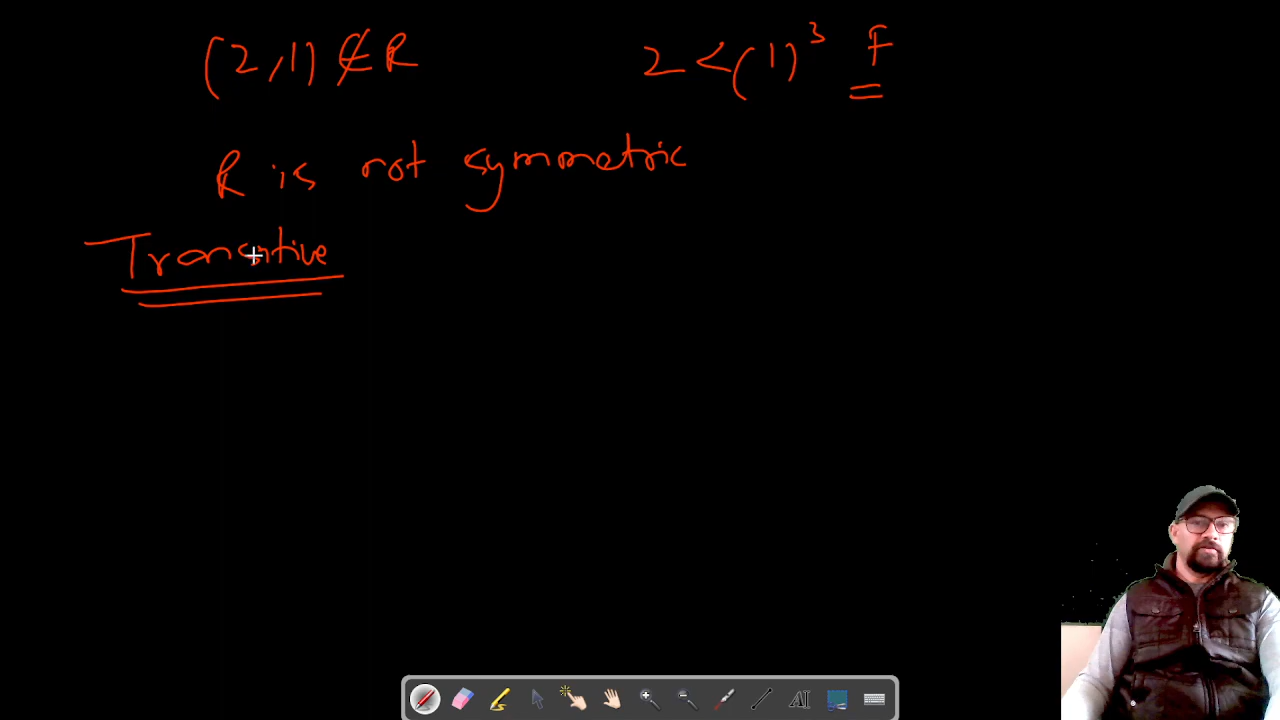 (2,1) ∉ R 2 < (1)³ F
R is not symmetric
Transitive